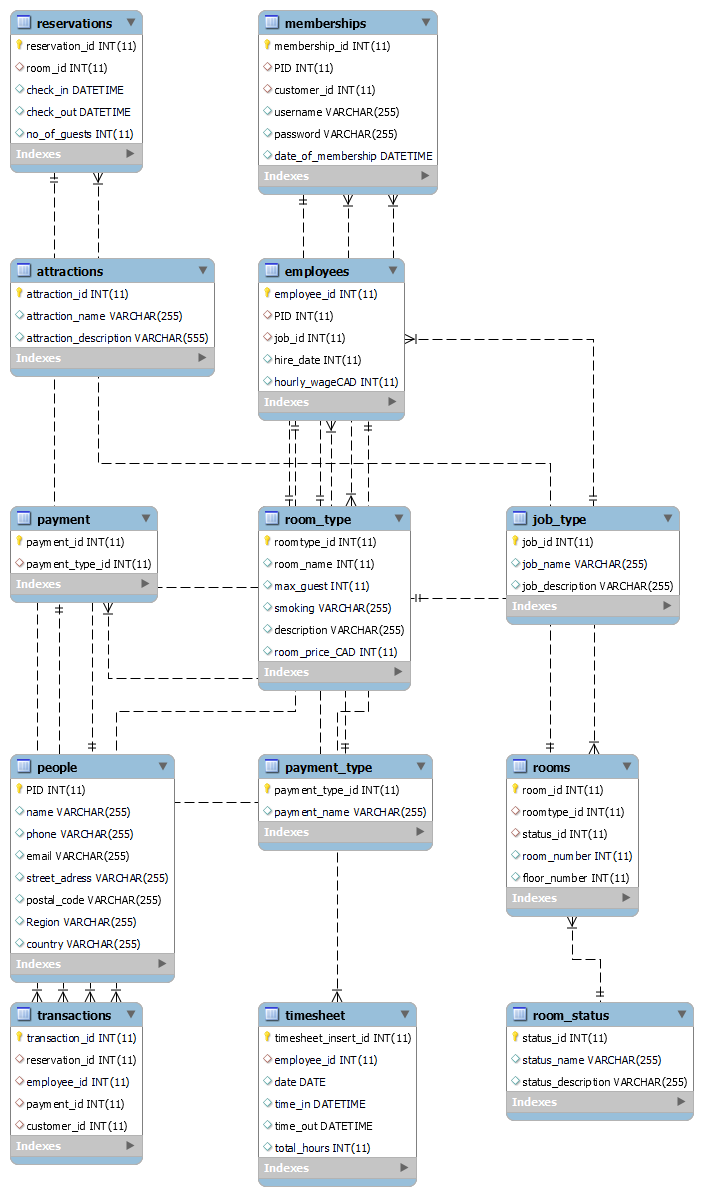 reservations
reservation_id INT(11)
room_id INT(11)
check_in DATETIME
check_out DATETIME
no_of_guests INT(11)
Indexes
memberships
membership_id INT(11)
PID INT(11)
customer_id INT(11)
username VARCHAR(255)
password VARCHAR(255)
date_of_membership DATETIME
Indexes
attractions
attraction_id INT(11)
attraction_name VARCHAR(255)
attraction_description VARCHAR(555)
Indexes
employees
employee_id INT(11)
PID INT(11)
job_id INT(11)
hire_date INT(11)
hourly_wageCAD INT(11)
Indexes
payment
payment_id INT(11)
payment_type_id INT(11)
Indexes
room_type
roomtype_id INT(11)
room_name INT(11)
max_guest INT(11)
smoking VARCHAR(255)
description VARCHAR(255)
room_price_CAD INT(11)
Indexes
job_type
job_id INT(11)
job_name VARCHAR(255)
job_description VARCHAR(255)
Indexes
people
PID INT(11)
name VARCHAR(255)
phone VARCHAR(255)
email VARCHAR(255)
street_adress VARCHAR(255)
postal_code VARCHAR(255)
Region VARCHAR(255)
country VARCHAR(255)
Indexes
payment_type
payment_type_id INT(11)
payment_name VARCHAR(255)
Indexes
rooms
room_id INT(11)
roomtype_id INT(11)
status_id INT(11)
room_number INT(11)
floor_number INT(11)
Indexes
transactions
transaction_id INT(11)
reservation_id INT(11)
employee_id INT(11)
payment_id INT(11)
customer_id INT(11)
Indexes
timesheet
timesheet_insert_id INT(11)
employee_id INT(11)
date DATE
time_in DATETIME
time_out DATETIME
total_hours INT(11)
Indexes
room_status
status_id INT(11)
status_name VARCHAR(255)
status_description VARCHAR(255)
Indexes